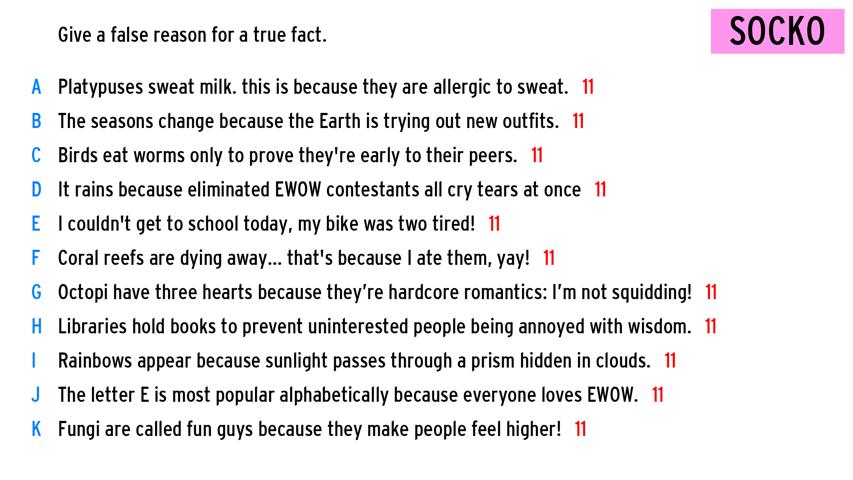 Give a false reason for a true fact.
SOCKO
A Platypuses sweat milk. this is because they are allergic to sweat. 11
B The seasons change because the Earth is trying out new outfits. 11
C Birds eat worms only to prove they're early to their peers. 11
D It rains because eliminated EWOW contestants all cry tears at once 11
E I couldn't get to school today, my bike was two tired! 11
F Coral reefs are dying away... that's because I ate them, yay! 11
G Octopi have three hearts because they’re hardcore romantics: I’m not squidding! 11
H Libraries hold books to prevent uninterested people being annoyed with wisdom. 11
I Rainbows appear because sunlight passes through a prism hidden in clouds. 11
J The letter E is most popular alphabetically because everyone loves EWOW. 11
K Fungi are called fun guys because they make people feel higher! 11